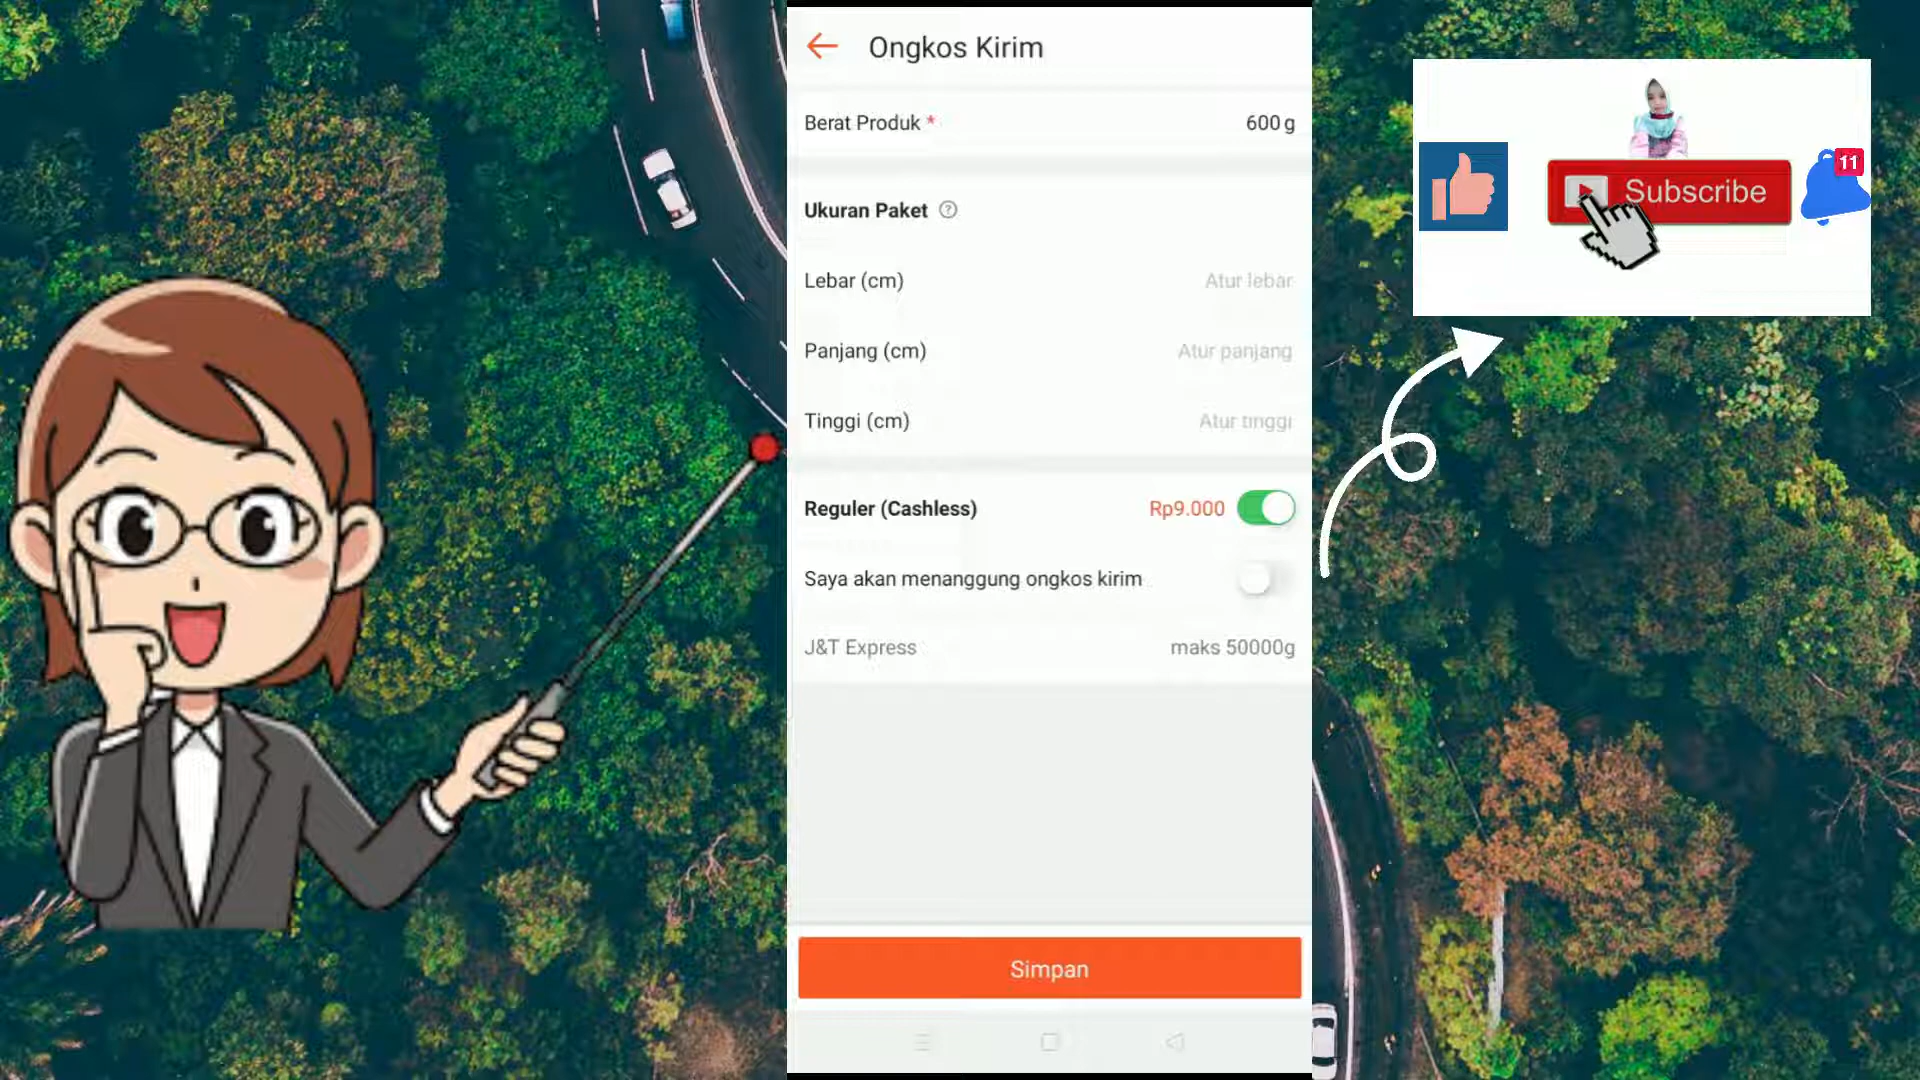 Ongkos Kirim
Berat Produk * 600 g
Ukuran Paket ?
Lebar (cm) Atur lebar
Panjang (cm) Atur panjang
Tinggi (cm) Atur tinggi
Reguler (Cashless) Rp9.000
Saya akan menanggung ongkos kirim
J&T Express maks 50000g
Simpan
11
Subscribe